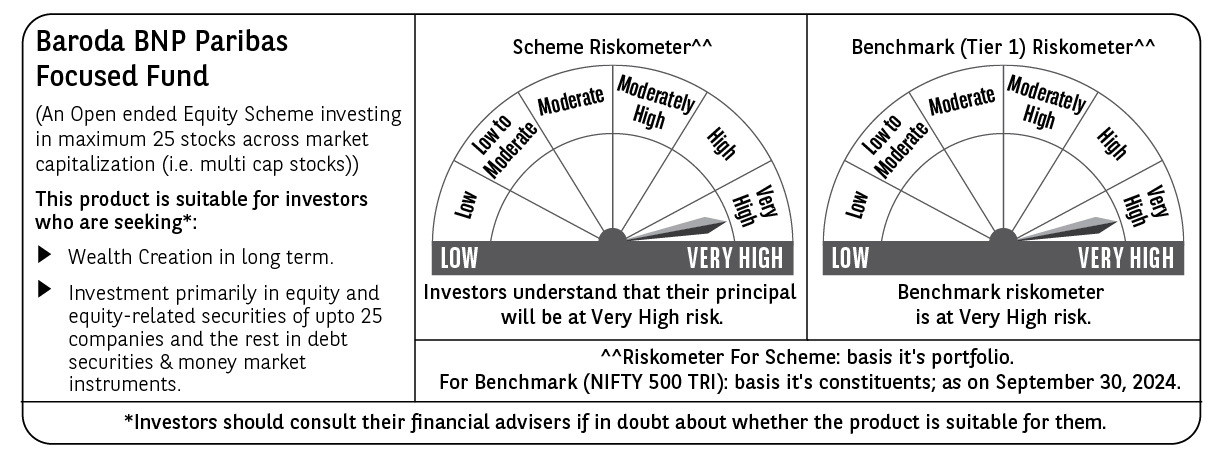 Baroda BNP Paribas
Focused Fund
(An Open ended Equity Scheme investing
in maximum 25 stocks across market
capitalization (i.e. multi cap stocks))
This product is suitable for investors
who are seeking*:
Wealth Creation in long term.
Investment primarily in equity and
equity-related securities of upto 25
companies and the rest in debt
securities & money market
instruments.
Scheme Riskometer^^
Low
Low to
Moderate
Moderate
Moderately
High
High
Very
High
LOW
VERY HIGH
Investors understand that their principal
will be at Very High risk.
Benchmark (Tier 1) Riskometer^^
Low
Low to
Moderate
Moderate
Moderately
High
High
Very
High
LOW
VERY HIGH
Benchmark riskometer
is at Very High risk.
^^Riskometer For Scheme: basis it's portfolio.
For Benchmark (NIFTY 500 TRI): basis it's constituents; as on September 30, 2024.
*Investors should consult their financial advisers if in doubt about whether the product is suitable for them.